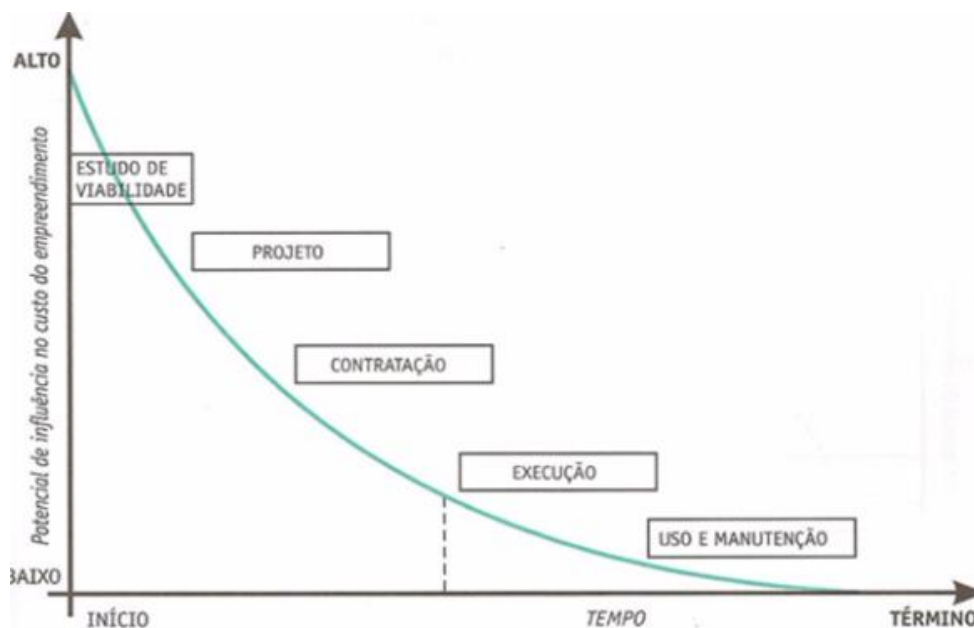 ALTO
Potencial de influência no custo do empreendimento
ESTUDO DE
VIABILIDADE
PROJETO
CONTRATAÇÃO
EXECUÇÃO
USO E MANUTENÇÃO
BAIXO
INÍCIO
TEMPO
TÉRMINO